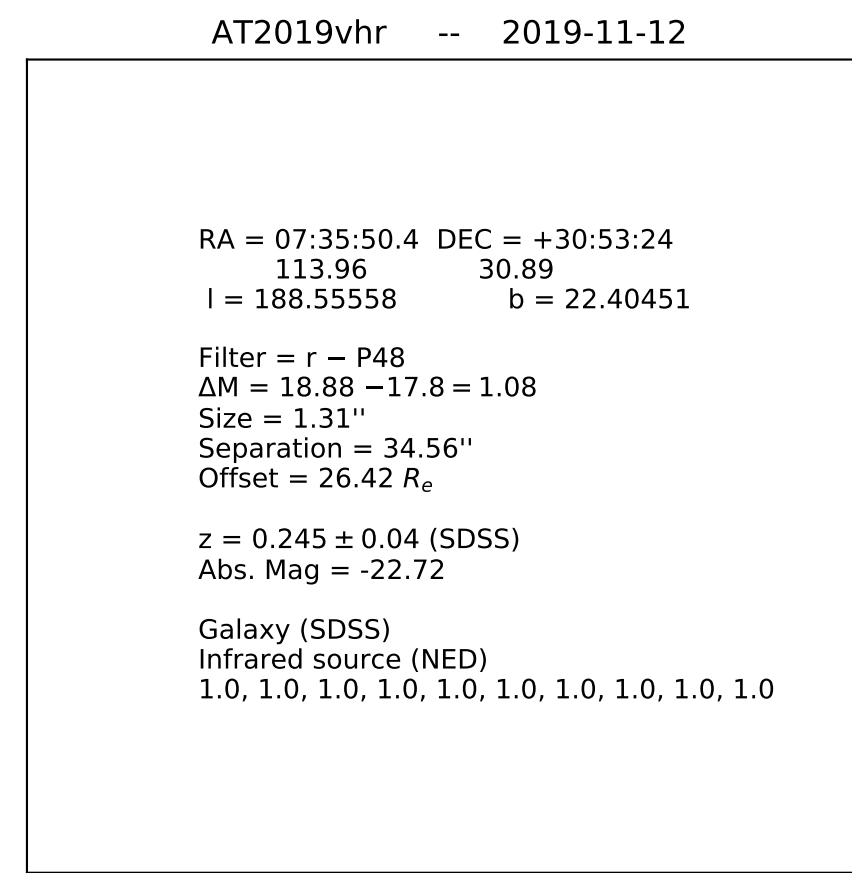 AT2019vhr -- 2019-11-12
RA = 07:35:50.4 DEC = +30:53:24
113.96 30.89
l = 188.55558 b = 22.40451
Filter = r − P48
ΔM = 18.88 −17.8 = 1.08
Size = 1.31''
Separation = 34.56''
Offset = 26.42 Re
z = 0.245 ± 0.04 (SDSS)
Abs. Mag = -22.72
Galaxy (SDSS)
Infrared source (NED)
1.0, 1.0, 1.0, 1.0, 1.0, 1.0, 1.0, 1.0, 1.0, 1.0